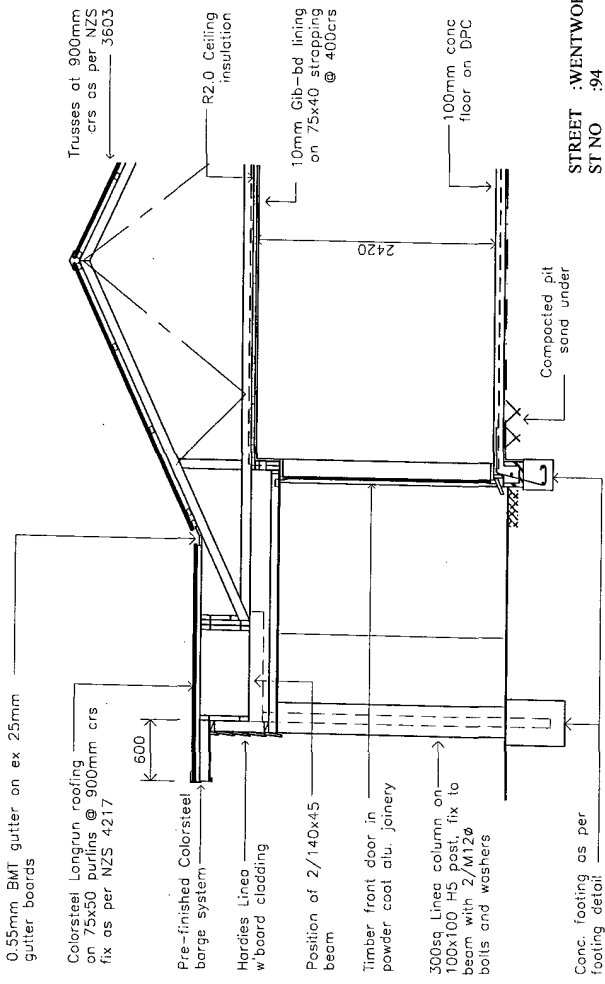 0.55mm BMT gutter on ex 25mm
gutter boards
Colorsteel Longrun roofing
on 75x50 purlins @ 900mm crs
fix as per NZS 4217
600
Pre-finished Colorsteel
barge system
Hardies Linea
w'board cladding
Position of 2/140x45
beam
Timber front door in
powder coat alu. joinery
300sq Linea column on
100x100 H5 post, fix to
beam with 2/M12ø
bolts and washers
Conc. footing as per
footing detail
Trusses at 900mm
crs as per NZS
3603
R2.0 Ceiling
insulation
10mm Gib-bd lining
on 75x40 strapping
@ 400crs
2420
100mm conc
floor on DPC
Compacted pit
sand under
STREET :WENTWO
ST NO :94